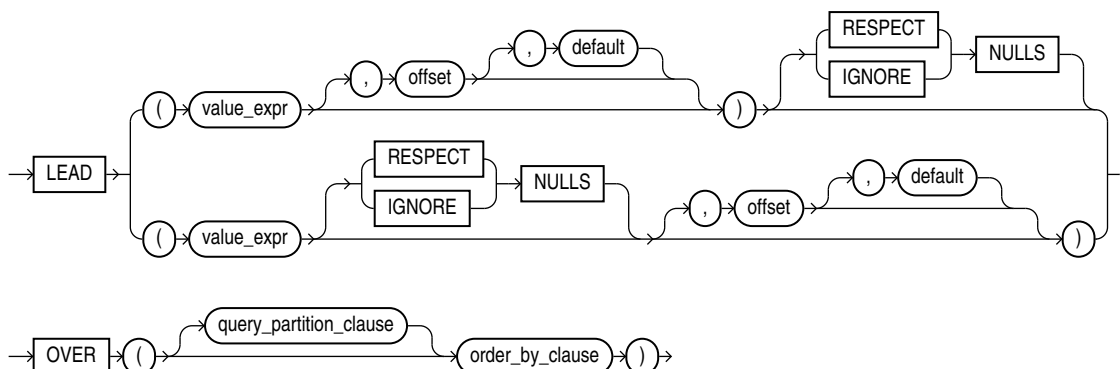 RESPECT
, default NULLS
, offset IGNORE
( value_expr )
RESPECT
LEAD NULLS , default
IGNORE , offset
( value_expr )
query_partition_clause
OVER ( order_by_clause )